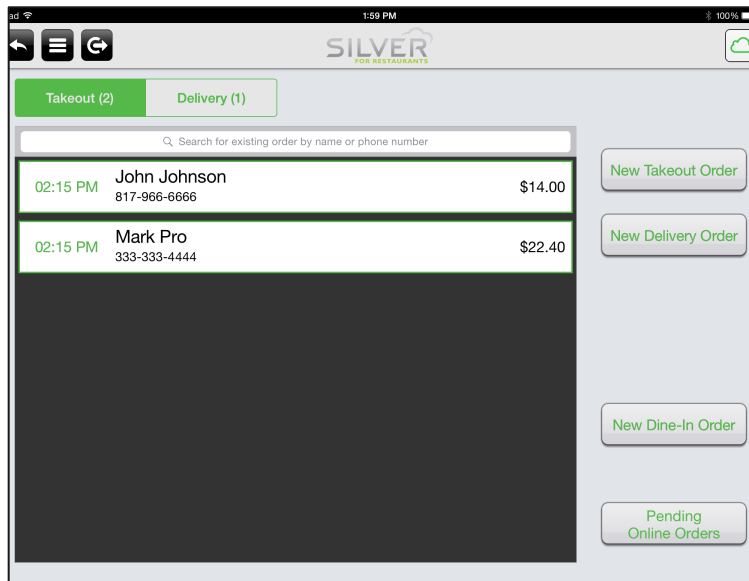 ad 1:59 PM 100%
SILVER
FOR RESTAURANTS
Takeout (2) Delivery (1)
Search for existing order by name or phone number
02:15 PM John Johnson $14.00
817-966-6666
02:15 PM Mark Pro $22.40
333-333-4444
New Takeout Order
New Delivery Order
New Dine-In Order
Pending
Online Orders